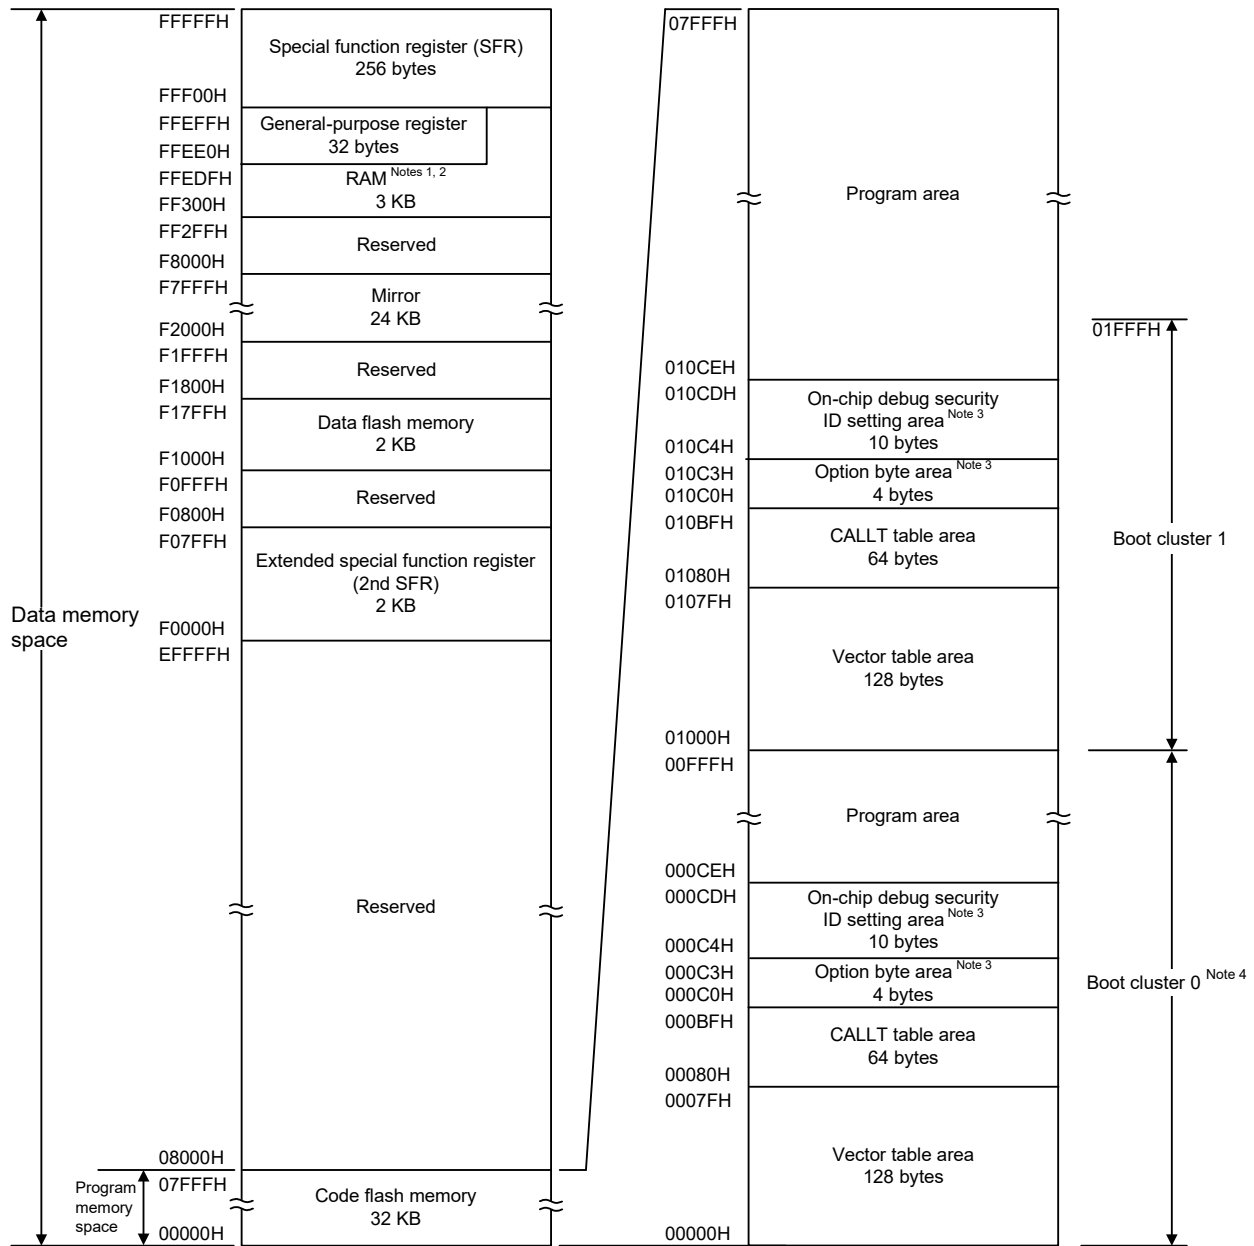 FFFFFH
Special function register (SFR)
256 bytes
FFF00H
FFEFFH
General-purpose register
32 bytes
FFEE0H
FFEDFH
RAM Notes 1, 2
3 KB
FF300H
FF2FFH
Reserved
F8000H
F7FFFH
Mirror
24 KB
F2000H
F1FFFH
Reserved
F1800H
F17FFH
Data flash memory
2 KB
F1000H
F0FFFH
Reserved
F0800H
F07FFH
Extended special function register
(2nd SFR)
2 KB
F0000H
EFFFFH
Data memory
space
Reserved
08000H
07FFFH
Program
memory
space
Code flash memory
32 KB
00000H
07FFFH
Program area
01FFFH
010CEH
010CDH
On-chip debug security
ID setting area Note 3
10 bytes
010C4H
010C3H
Option byte area Note 3
4 bytes
010C0H
010BFH
CALLT table area
64 bytes
Boot cluster 1
01080H
0107FH
Vector table area
128 bytes
01000H
00FFFH
Program area
000CEH
000CDH
On-chip debug security
ID setting area Note 3
10 bytes
000C4H
000C3H
Option byte area Note 3
4 bytes
Boot cluster 0 Note 4
000C0H
000BFH
CALLT table area
64 bytes
00080H
0007FH
Vector table area
128 bytes
00000H